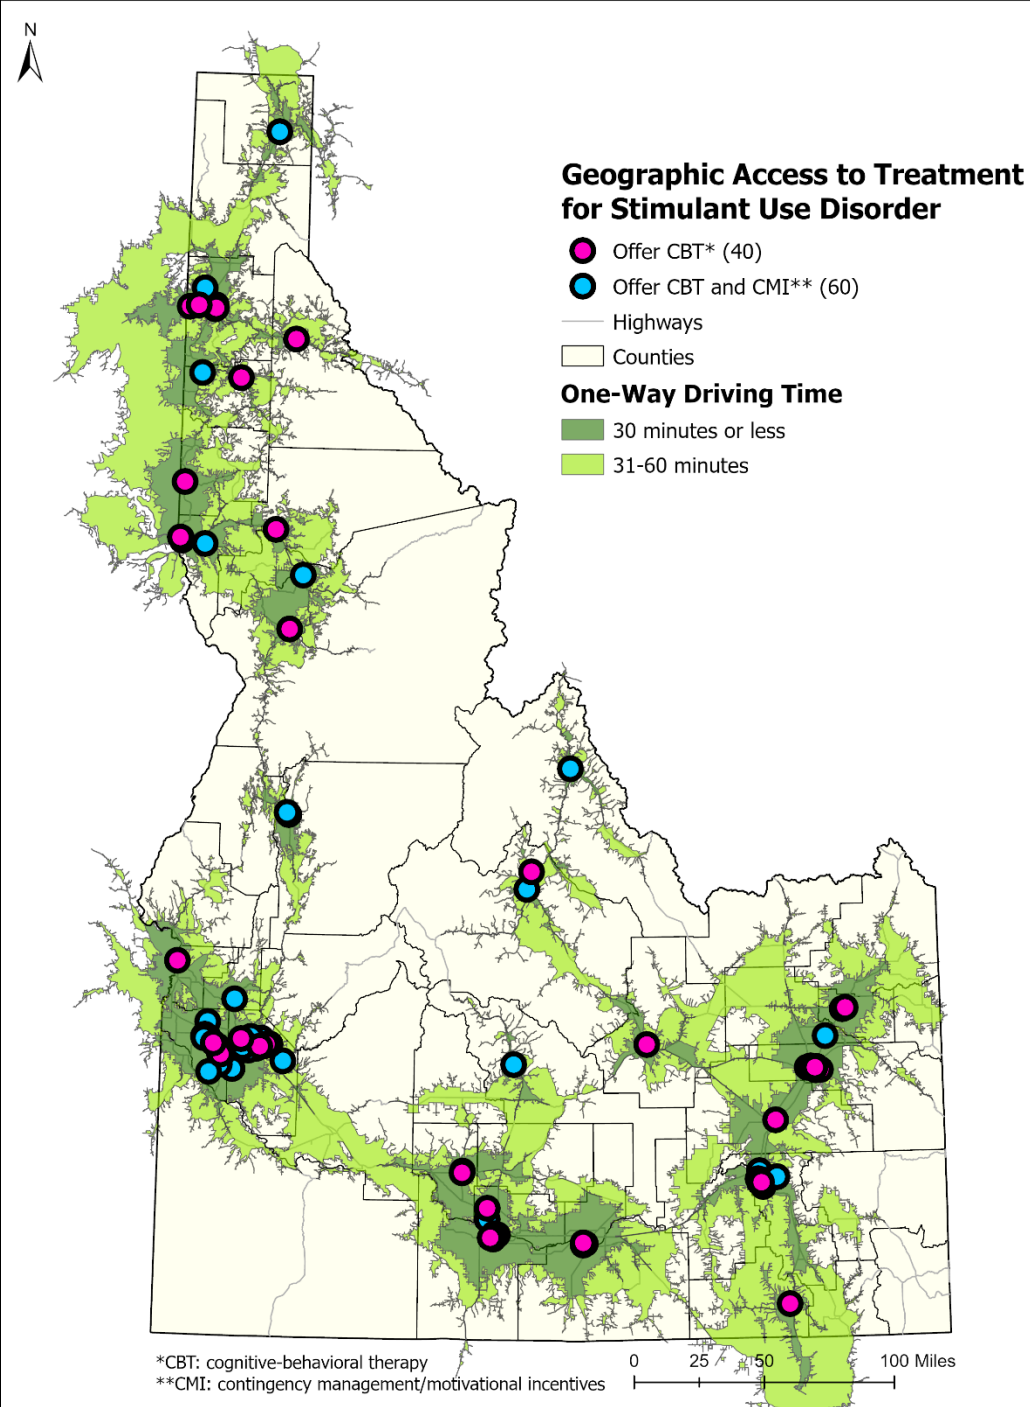 N
Geographic Access to Treatment
for Stimulant Use Disorder
Offer CBT* (40)
Offer CBT and CMI** (60)
Highways
Counties
One-Way Driving Time
30 minutes or less
31-60 minutes
*CBT: cognitive-behavioral therapy
**CMI: contingency management/motivational incentives
0 25 50 100 Miles